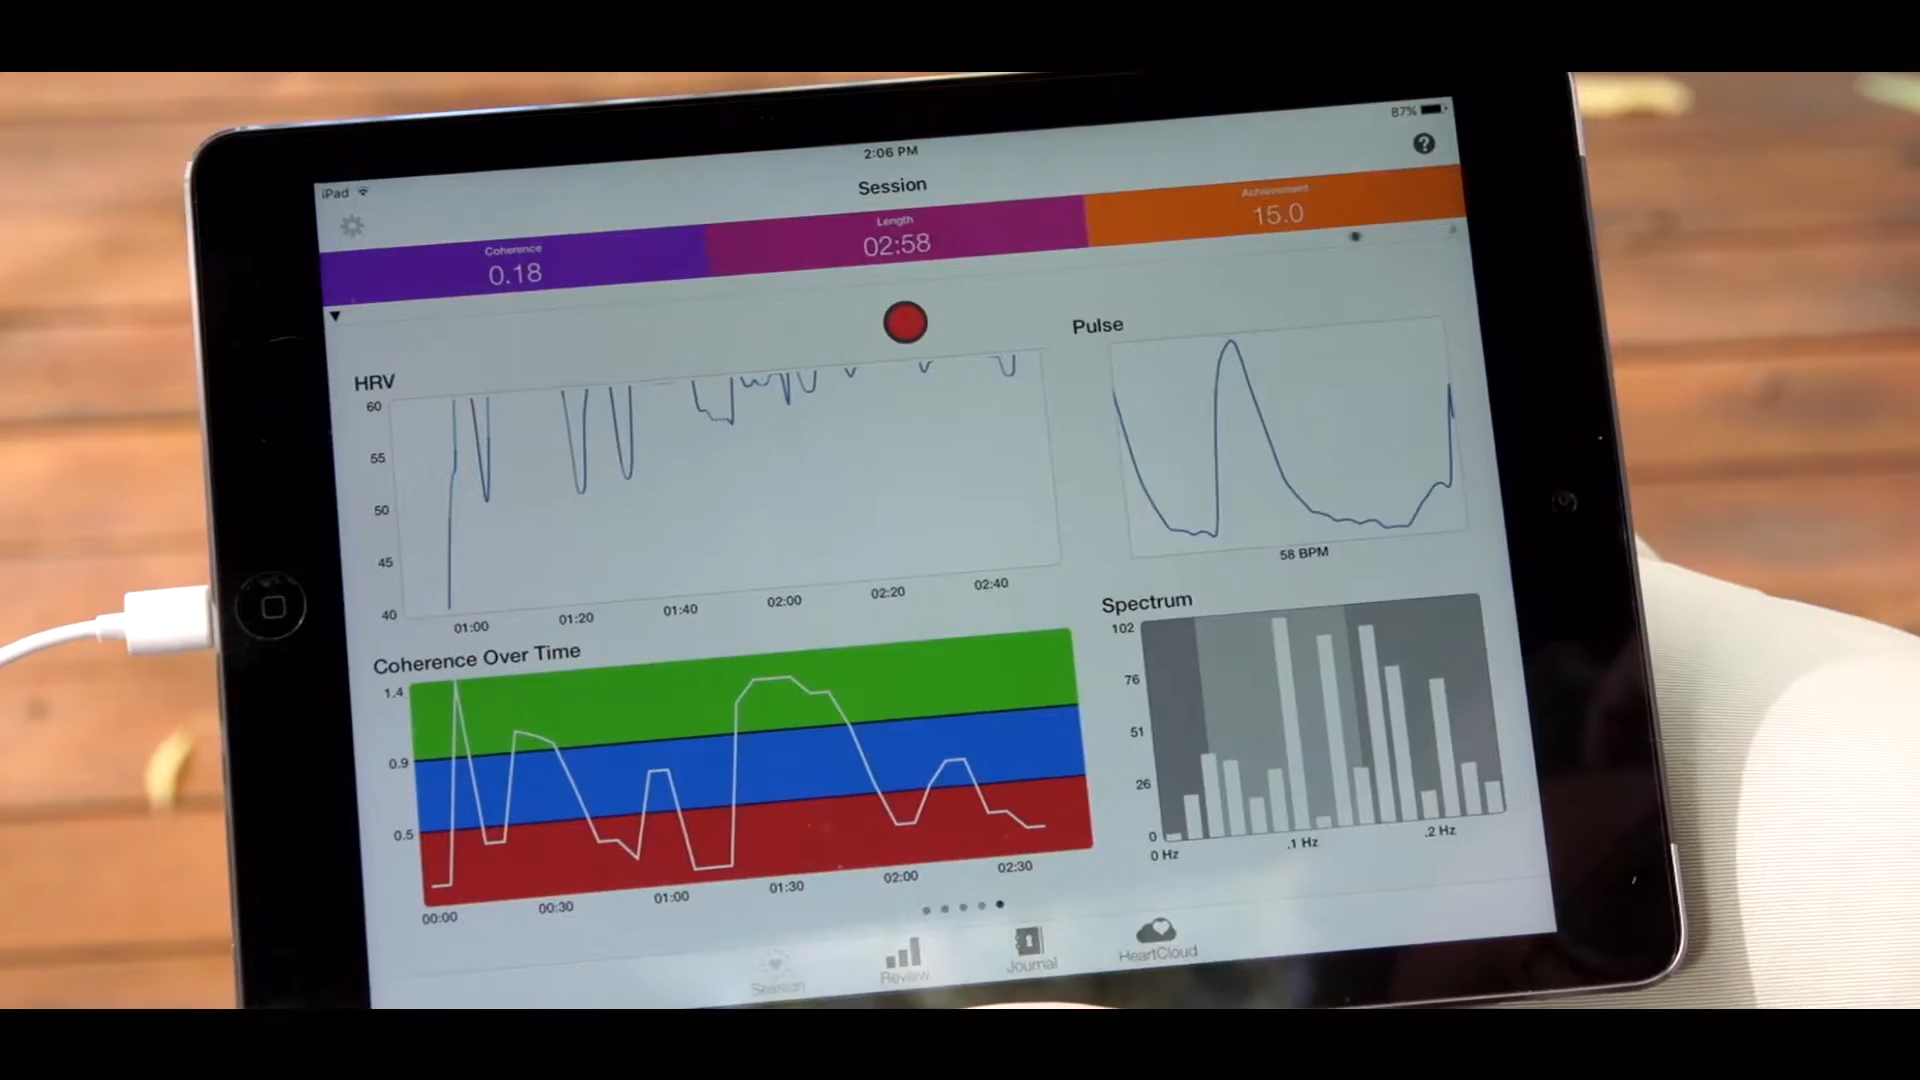 87%
2:06 PM
iPad
Session
?
Coherence
0.18
Length
02:58
Achievement
15.0
HRV
60
55
50
45
40
01:00
01:20
01:40
02:00
02:20
02:40
Pulse
58 BPM
Coherence Over Time
1.4
0.9
0.5
00:00
00:30
01:00
01:30
02:00
02:30
Spectrum
102
76
51
26
0
0 Hz
.1 Hz
.2 Hz
Session
Review
Journal
HeartCloud